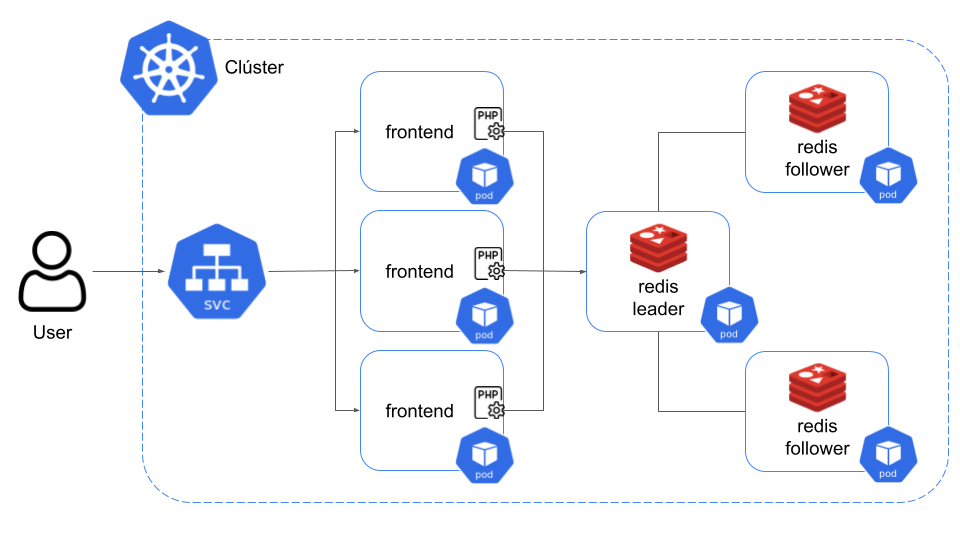 Clúster
User
SVC
frontend
PHP
pod
frontend
PHP
pod
frontend
PHP
pod
redis
leader
pod
redis
follower
pod
redis
follower
pod